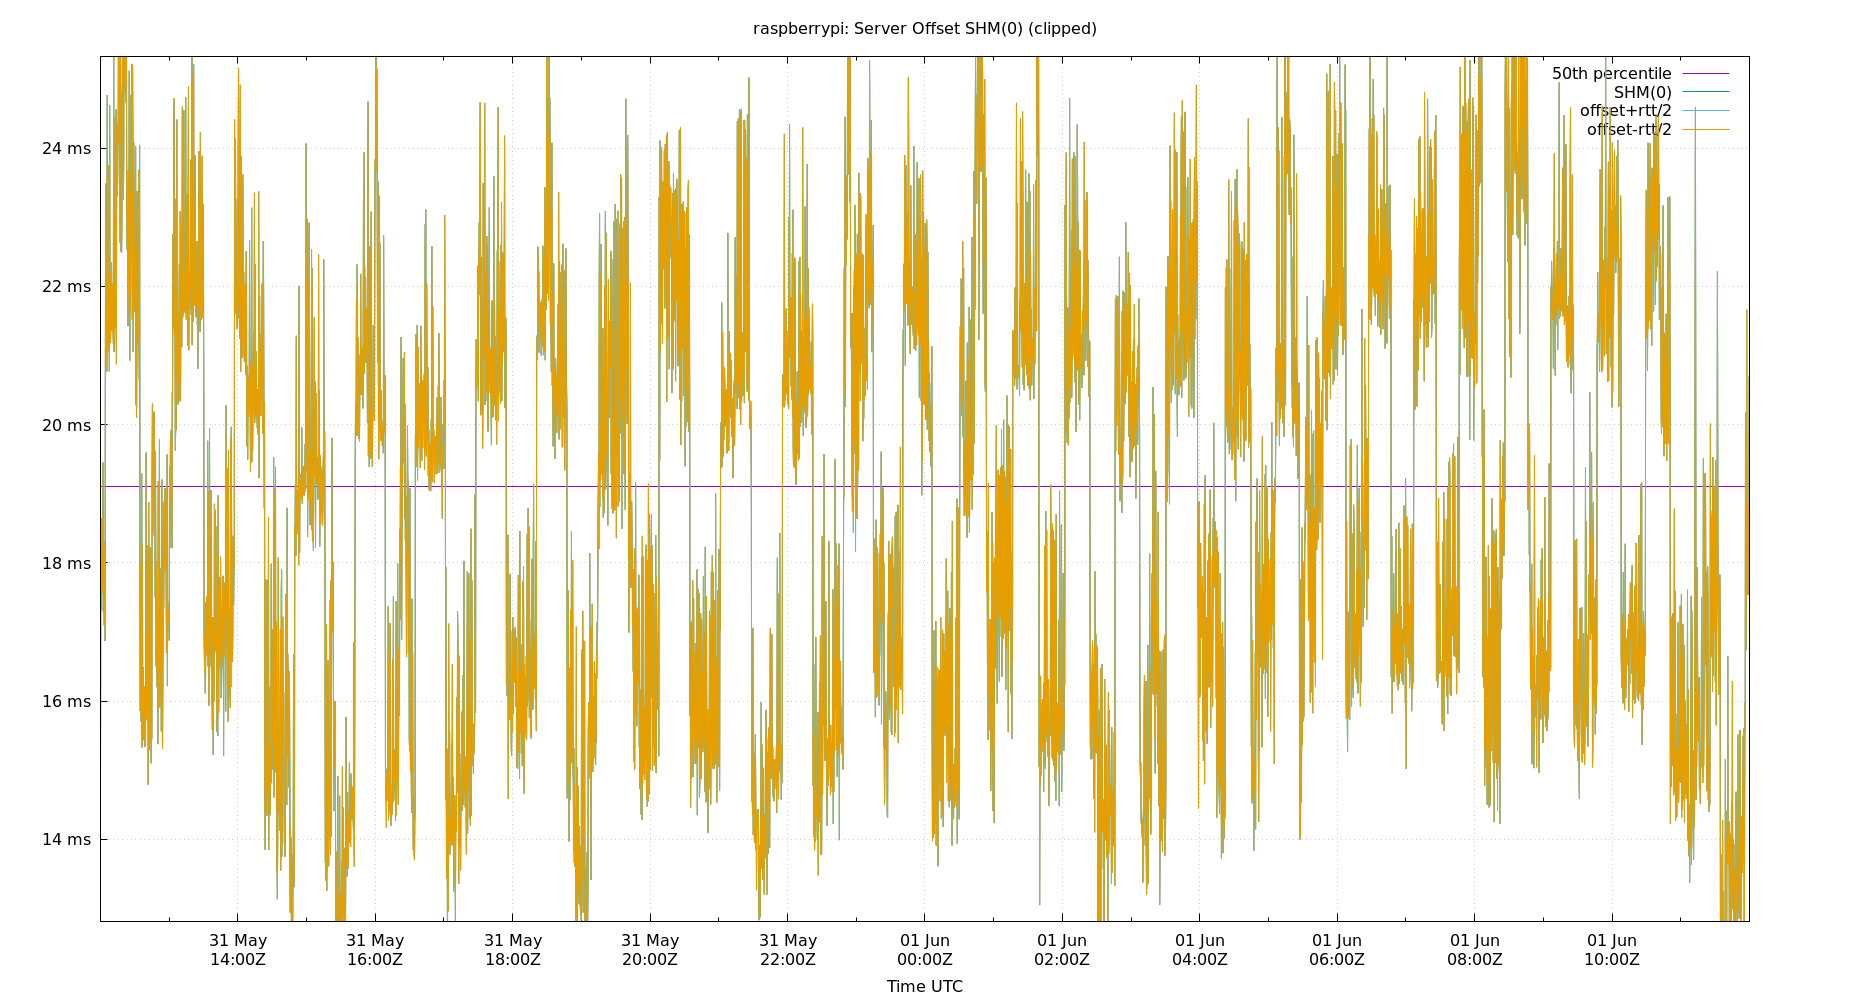 raspberrypi: Server Offset SHM(0) (clipped)
50th percentile
SHM(0)
offset+rtt/2
offset-rtt/2
24 ms
22 ms
20 ms
18 ms
16 ms
14 ms
31 May 31 May 31 May 31 May 31 May 01 Jun 01 Jun 01 Jun 01 Jun 01 Jun 01 Jun
14:00Z 16:00Z 18:00Z 20:00Z 22:00Z 00:00Z 02:00Z 04:00Z 06:00Z 08:00Z 10:00Z
Time UTC